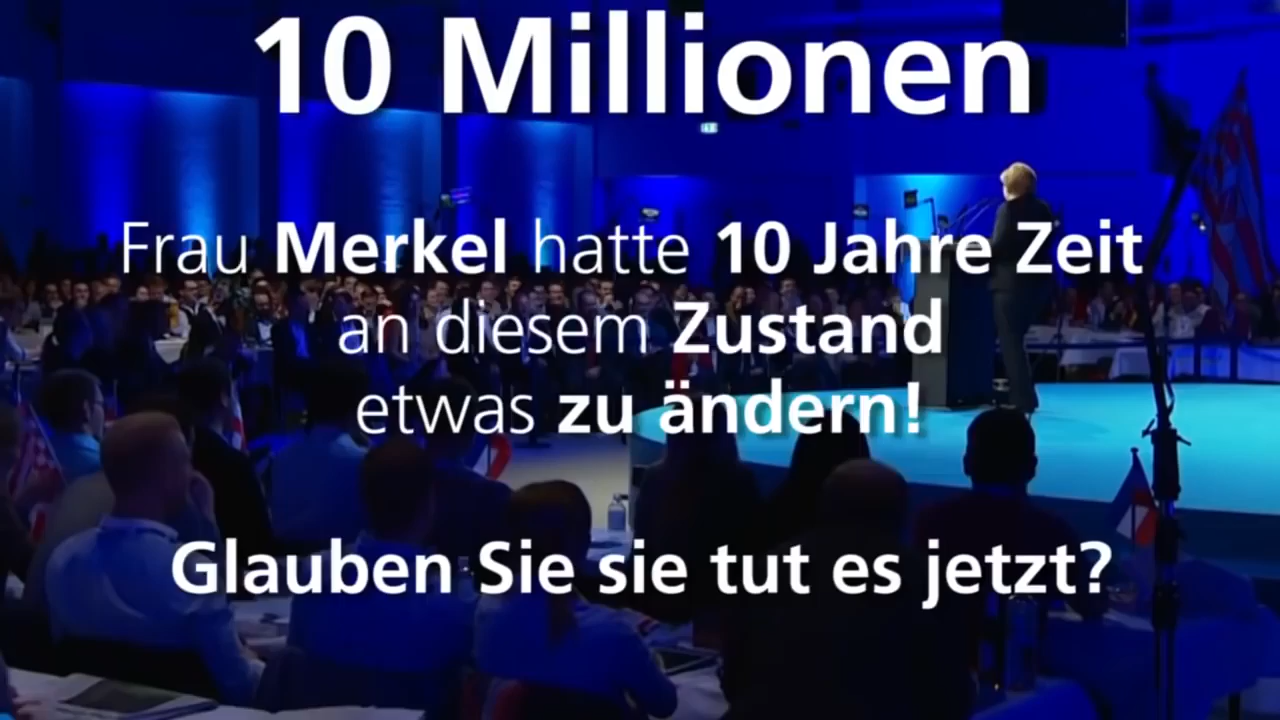 10 Millionen
Frau Merkel hatte 10 Jahre Zeit
an diesem Zustand
etwas zu ändern!
Glauben Sie sie tut es jetzt?